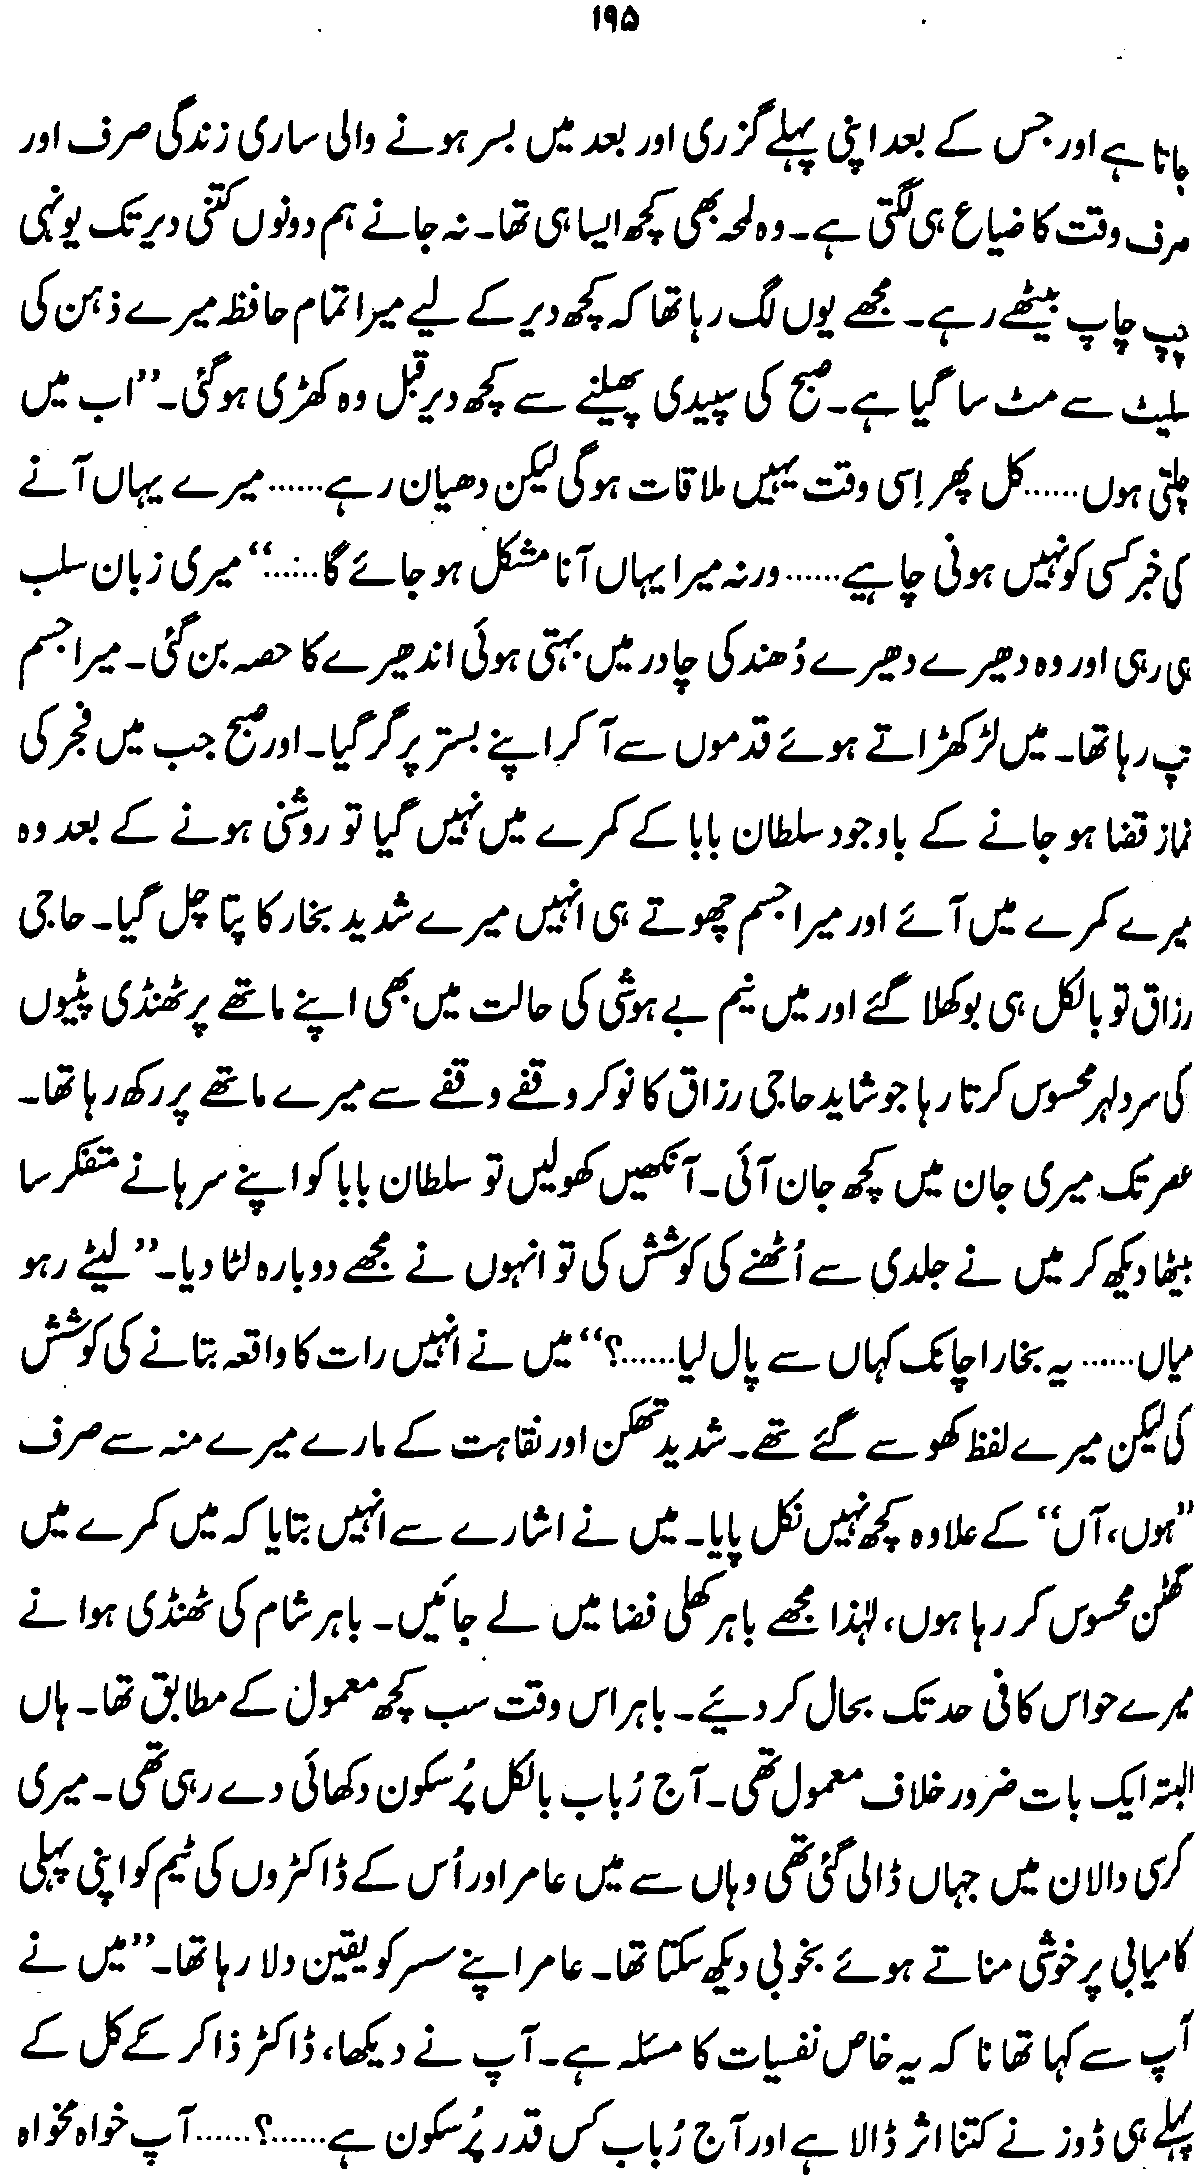 ۱۹۵
جاتا ہے اور جس کے بعد اپنی پہلے گزری اور بعد میں بسر ہونے والی ساری زندگی صرف اور
صرف وقت کا ضیاع ہی لگتی ہے۔ وہ لمحہ بھی کچھ ایسا ہی تھا۔ نہ جانے ہم دونوں کتنی دیر تک یونہی
چپ چاپ بیٹھے رہے۔ مجھے یوں لگ رہا تھا کہ کچھ دیر کے لیے میرا تمام حافظہ میرے ذہن کی
سلیٹ سے مٹ سا گیا ہے۔ صبح کی سپیدی پھیلنے سے کچھ دیر قبل وہ کھڑی ہوگئی۔ ”اب میں
چلتی ہوں...... کل پھر اِسی وقت یہیں ملاقات ہوگی لیکن دھیان رہے...... میرے یہاں آنے
کی خبر کسی کو نہیں ہونی چاہیے...... ورنہ میرا یہاں آنا مشکل ہو جائے گا......“ میری زبان سلب
ہی رہی اور وہ دھیرے دھیرے دُھند کی چادر میں بہتی ہوئی اندھیرے کا حصہ بن گئی۔ میرا جسم
تپ رہا تھا۔ میں لڑکھڑاتے ہوئے قدموں سے آ کر اپنے بستر پر گر گیا۔ اور صبح جب میں فجر کی
نماز قضا ہو جانے کے باوجود سلطان بابا کے کمرے میں نہیں گیا تو روشنی ہونے کے بعد وہ
میرے کمرے میں آئے اور میرا جسم چھوتے ہی انہیں میرے شدید بخار کا پتا چل گیا۔ حاجی
رزاق تو بالکل ہی بوکھلا گئے اور میں نیم بے ہوشی کی حالت میں بھی اپنے ماتھے پر ٹھنڈی پٹیوں
کی سرد لہر محسوس کرتا رہا جو شاید حاجی رزاق کا نوکر وقفے وقفے سے میرے ماتھے پر رکھ رہا تھا۔
عصر تک میری جان میں کچھ جان آئی۔ آنکھیں کھولیں تو سلطان بابا کو اپنے سرہانے متفکر سا
بیٹھا دیکھ کر میں نے جلدی سے اُٹھنے کی کوشش کی تو انہوں نے مجھے دوبارہ لٹا دیا۔ ”لیٹے رہو
میاں...... یہ بخار اچانک کہاں سے پال لیا......؟“ میں نے انہیں رات کا واقعہ بتانے کی کوشش
کی لیکن میرے لفظ کھو سے گئے تھے۔ شدید تھکن اور نقاہت کے مارے میرے منہ سے صرف
”ہوں، آں“ کے علاوہ کچھ نہیں نکل پایا۔ میں نے اشارے سے انہیں بتایا کہ میں کمرے میں
گھٹن محسوس کر رہا ہوں، لہٰذا مجھے باہر کھلی فضا میں لے جائیں۔ باہر شام کی ٹھنڈی ہوا نے
میرے حواس کافی حد تک بحال کر دیئے۔ باہر اس وقت سب کچھ معمول کے مطابق تھا۔ ہاں
البتہ ایک بات ضرور خلاف معمول تھی۔ آج رُباب بالکل پُرسکون دکھائی دے رہی تھی۔ میری
کرسی دالان میں جہاں ڈالی گئی تھی وہاں سے میں عامر اور اُس کے ڈاکٹروں کی ٹیم کو اپنی پہلی
کامیابی پر خوشی مناتے ہوئے بخوبی دیکھ سکتا تھا۔ عامر اپنے سسر کو یقین دلا رہا تھا۔ ”میں نے
آپ سے کہا تھا نا کہ یہ خاص نفسیات کا مسئلہ ہے۔ آپ نے دیکھا، ڈاکٹر ذاکر کے کل کے
پہلے ہی ڈوز نے کتنا اثر ڈالا ہے اور آج رُباب کس قدر پُرسکون ہے......؟...... آپ خواہ مخواہ